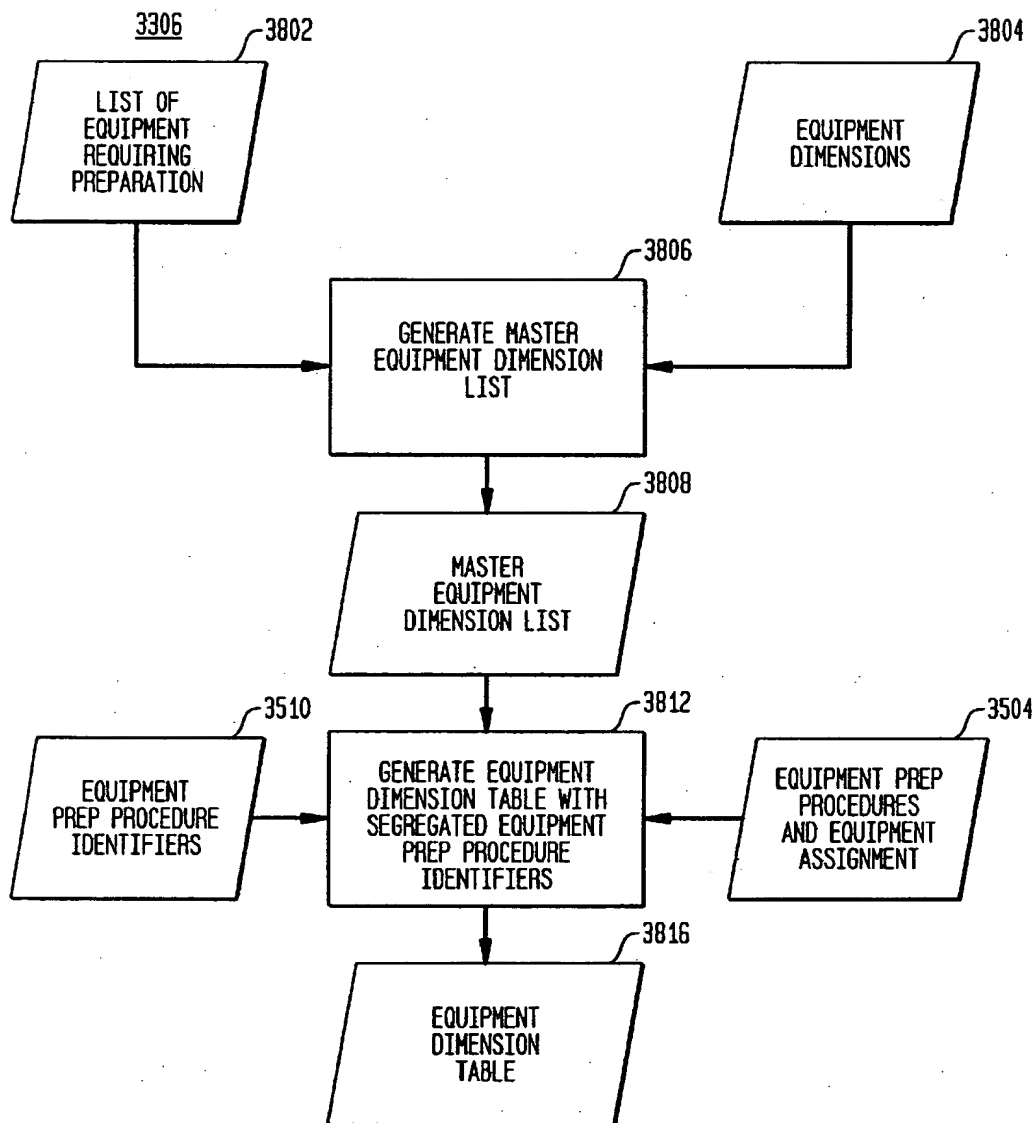 3306
3802
3804
LIST OF
EQUIPMENT
REQUIRING
PREPARATION
EQUIPMENT
DIMENSIONS
3806
GENERATE MASTER
EQUIPMENT DIMENSION
LIST
3808
MASTER
EQUIPMENT
DIMENSION LIST
3510
3812
3504
EQUIPMENT
PREP PROCEDURE
IDENTIFIERS
GENERATE EQUIPMENT
DIMENSION TABLE WITH
SEGREGATED EQUIPMENT
PREP PROCEDURE
IDENTIFIERS
EQUIPMENT PREP
PROCEDURES
AND EQUIPMENT
ASSIGNMENT
3816
EQUIPMENT
DIMENSION
TABLE